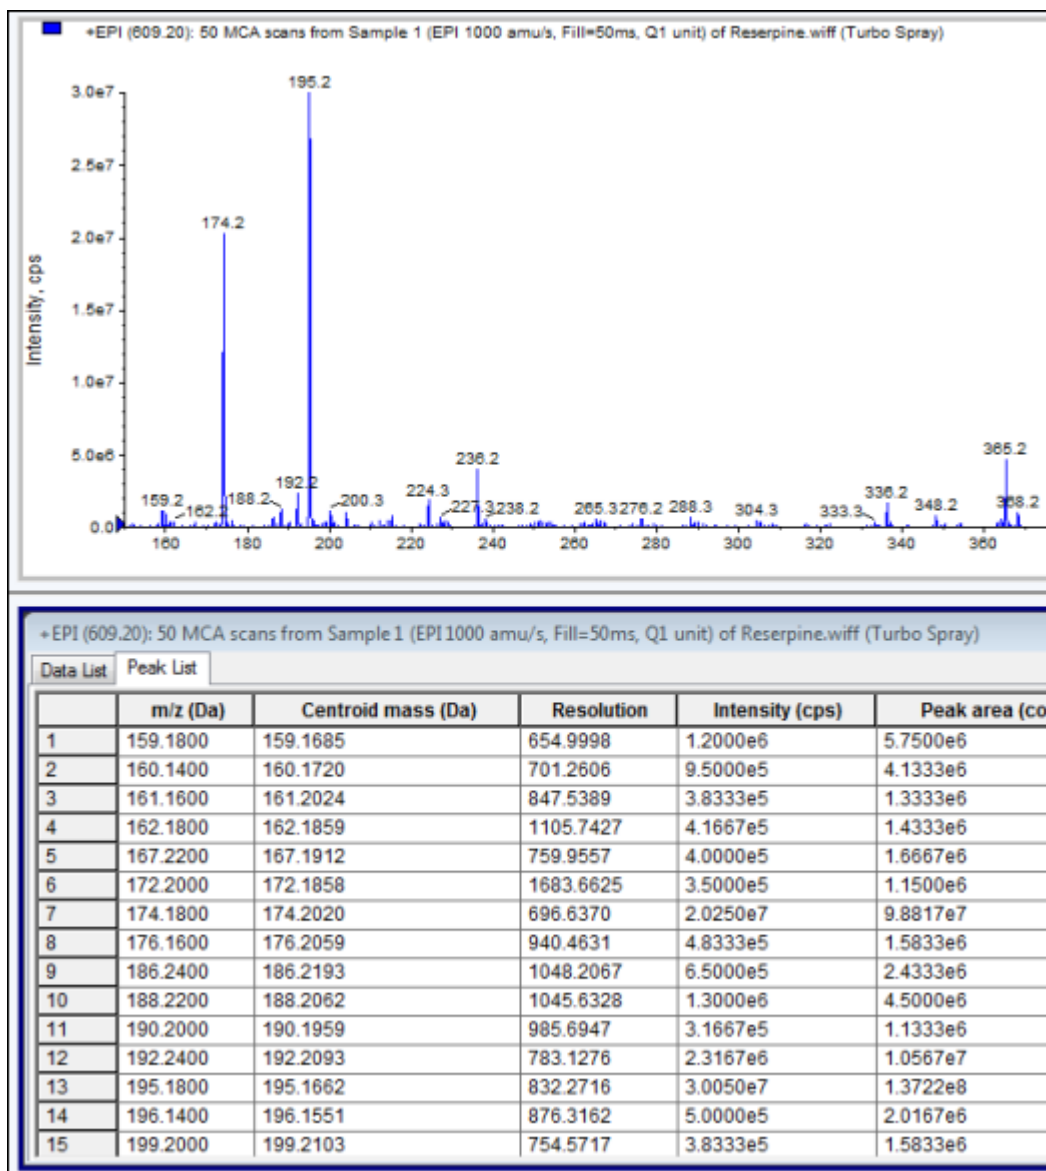 +EPI (609.20): 50 MCA scans from Sample 1 (EPI 1000 amu/s, Fill=50ms, Q1 unit) of Reserpine.wiff (Turbo Spray)
195.2
3.0e7
2.5e7
174.2
2.0e7
Intensity, cps
1.5e7
1.0e7
5.0e6
236.2
365.2
159.2
162.2
188.2
192.2
200.3
224.3
227.3
238.2
265.3
276.2
288.3
304.3
333.3
336.2
348.2
368.2
0.0
160 180 200 220 240 260 280 300 320 340 360
+EPI (609.20): 50 MCA scans from Sample 1 (EPI 1000 amu/s, Fill=50ms, Q1 unit) of Reserpine.wiff (Turbo Spray)
Data List Peak List
m/z (Da) Centroid mass (Da) Resolution Intensity (cps) Peak area (co
1 159.1800 159.1685 654.9998 1.2000e6 5.7500e6
2 160.1400 160.1720 701.2606 9.5000e5 4.1333e6
3 161.1600 161.2024 847.5389 3.8333e5 1.3333e6
4 162.1800 162.1859 1105.7427 4.1667e5 1.4333e6
5 167.2200 167.1912 759.9557 4.0000e5 1.6667e6
6 172.2000 172.1858 1683.6625 3.5000e5 1.1500e6
7 174.1800 174.2020 696.6370 2.0250e7 9.8817e7
8 176.1600 176.2059 940.4631 4.8333e5 1.5833e6
9 186.2400 186.2193 1048.2067 6.5000e5 2.4333e6
10 188.2200 188.2062 1045.6328 1.3000e6 4.5000e6
11 190.2000 190.1959 985.6947 3.1667e5 1.1333e6
12 192.2400 192.2093 783.1276 2.3167e6 1.0567e7
13 195.1800 195.1662 832.2716 3.0050e7 1.3722e8
14 196.1400 196.1551 876.3162 5.0000e5 2.0167e6
15 199.2000 199.2103 754.5717 3.8333e5 1.5833e6